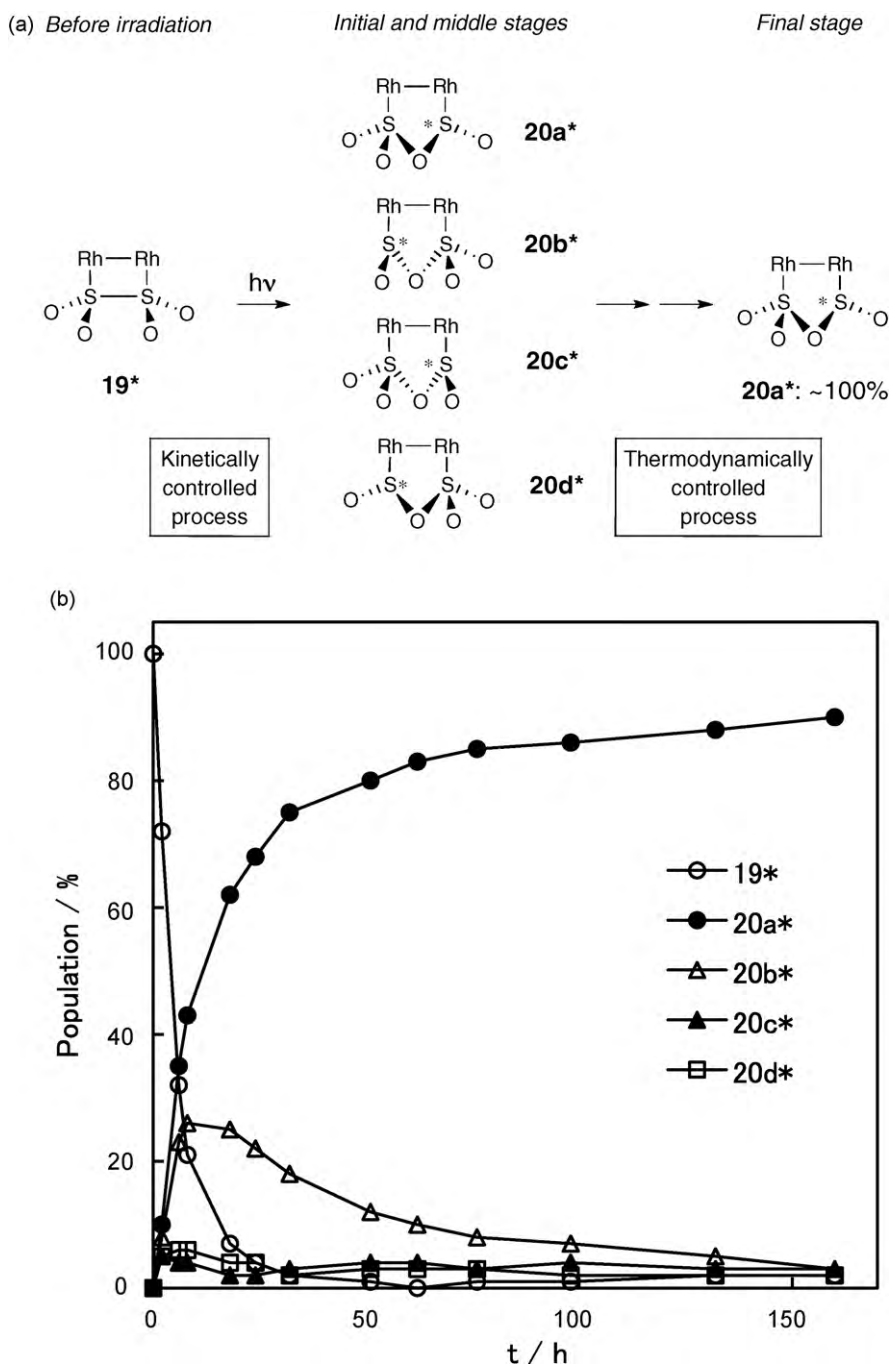 (a) Before irradiation Initial and middle stages Final stage
Rh Rh
S * S
O O O O
20a*
Rh Rh
S* S
O O O O
20b*
Rh Rh
S S
O O
O O
19*
hν
Rh Rh
S * S
O O O O
20c*
Rh Rh
S* S
O O O O
20d*
Rh Rh
S * S
O O O
20a*: ~100%
Kinetically
controlled
process
Thermodynamically
controlled
process
(b)
Population / %
100
80
60
40
20
0
19*
20a*
20b*
20c*
20d*
0 50 100 150
t / h